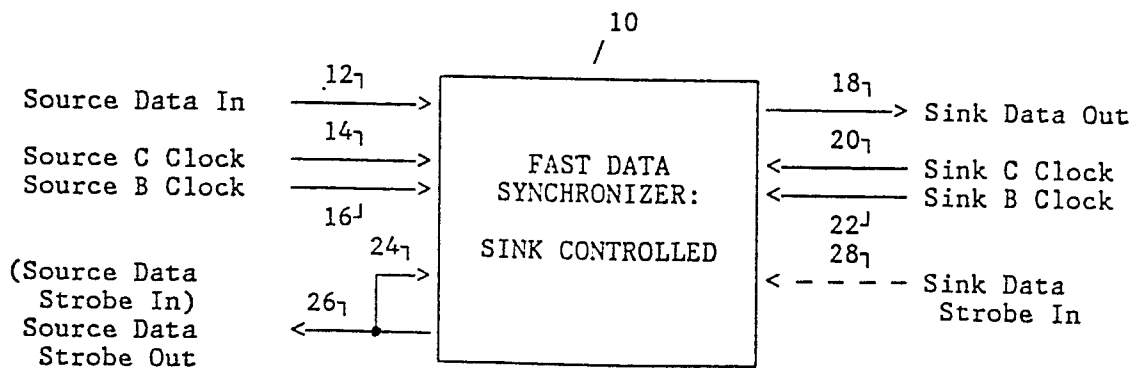 10
12
Source Data In
18
Sink Data Out
14
Source C Clock
20
Sink C Clock
Source B Clock
Sink B Clock
16
22
FAST DATA
SYNCHRONIZER:
SINK CONTROLLED
24
(Source Data
Strobe In)
26
Source Data
Strobe Out
28
Sink Data
Strobe In